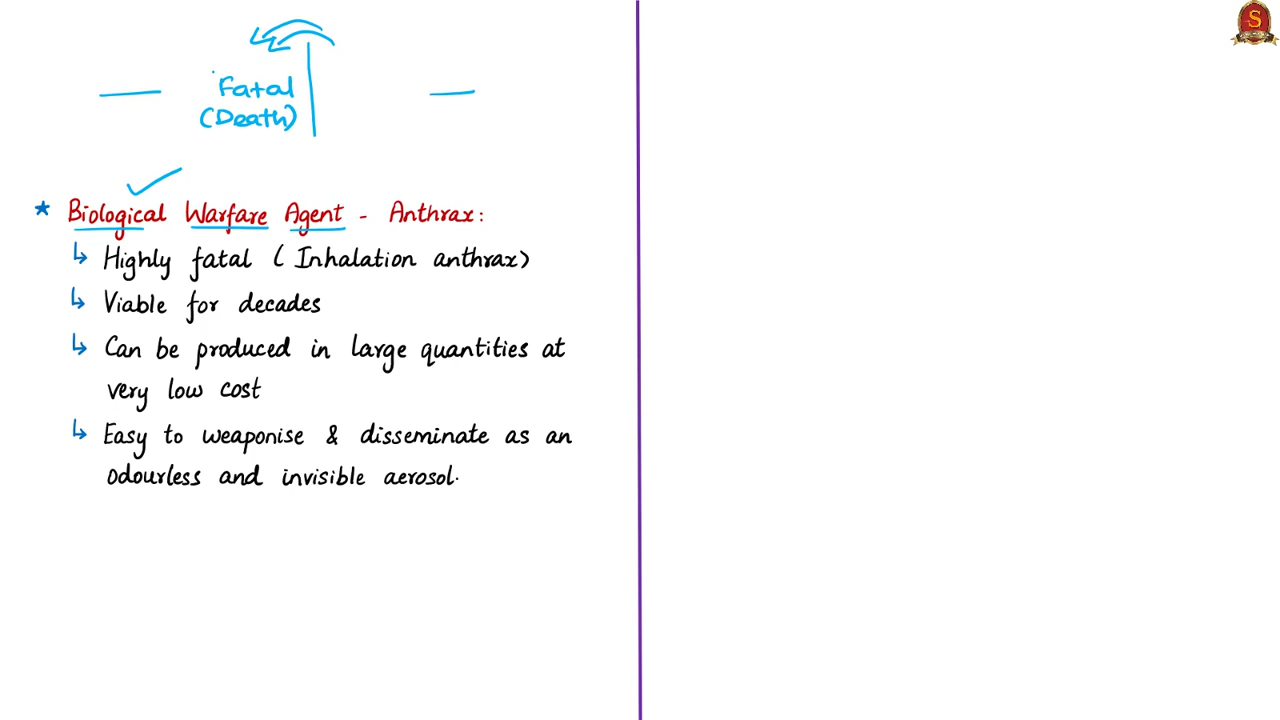 Fatal
(Death)
* Biological Warfare Agent - Anthrax:
↳ Highly fatal (Inhalation anthrax)
↳ Viable for decades
↳ Can be produced in large quantities at
very low cost
↳ Easy to weaponise & disseminate as an
odourless and invisible aerosol.
S